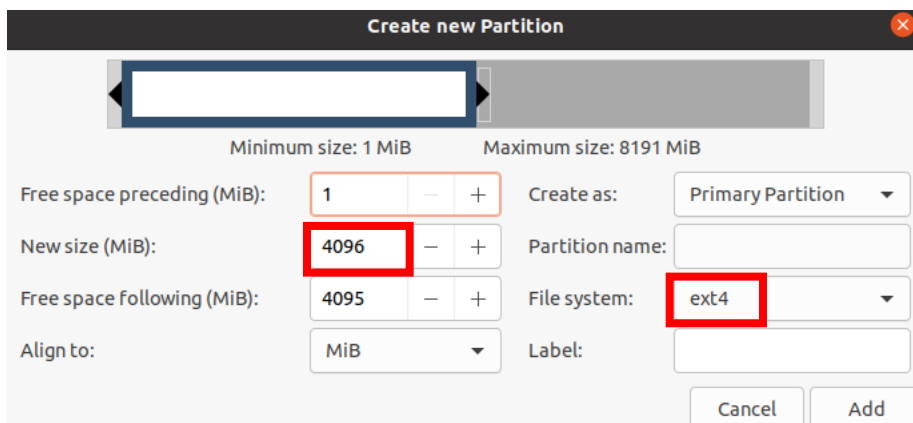 Create new Partition
Minimum size: 1 MiB Maximum size: 8191 MiB
Free space preceding (MiB): 1 − + Create as: Primary Partition
New size (MiB): 4096 − + Partition name:
Free space following (MiB): 4095 − + File system: ext4
Align to: MiB Label:
Cancel Add